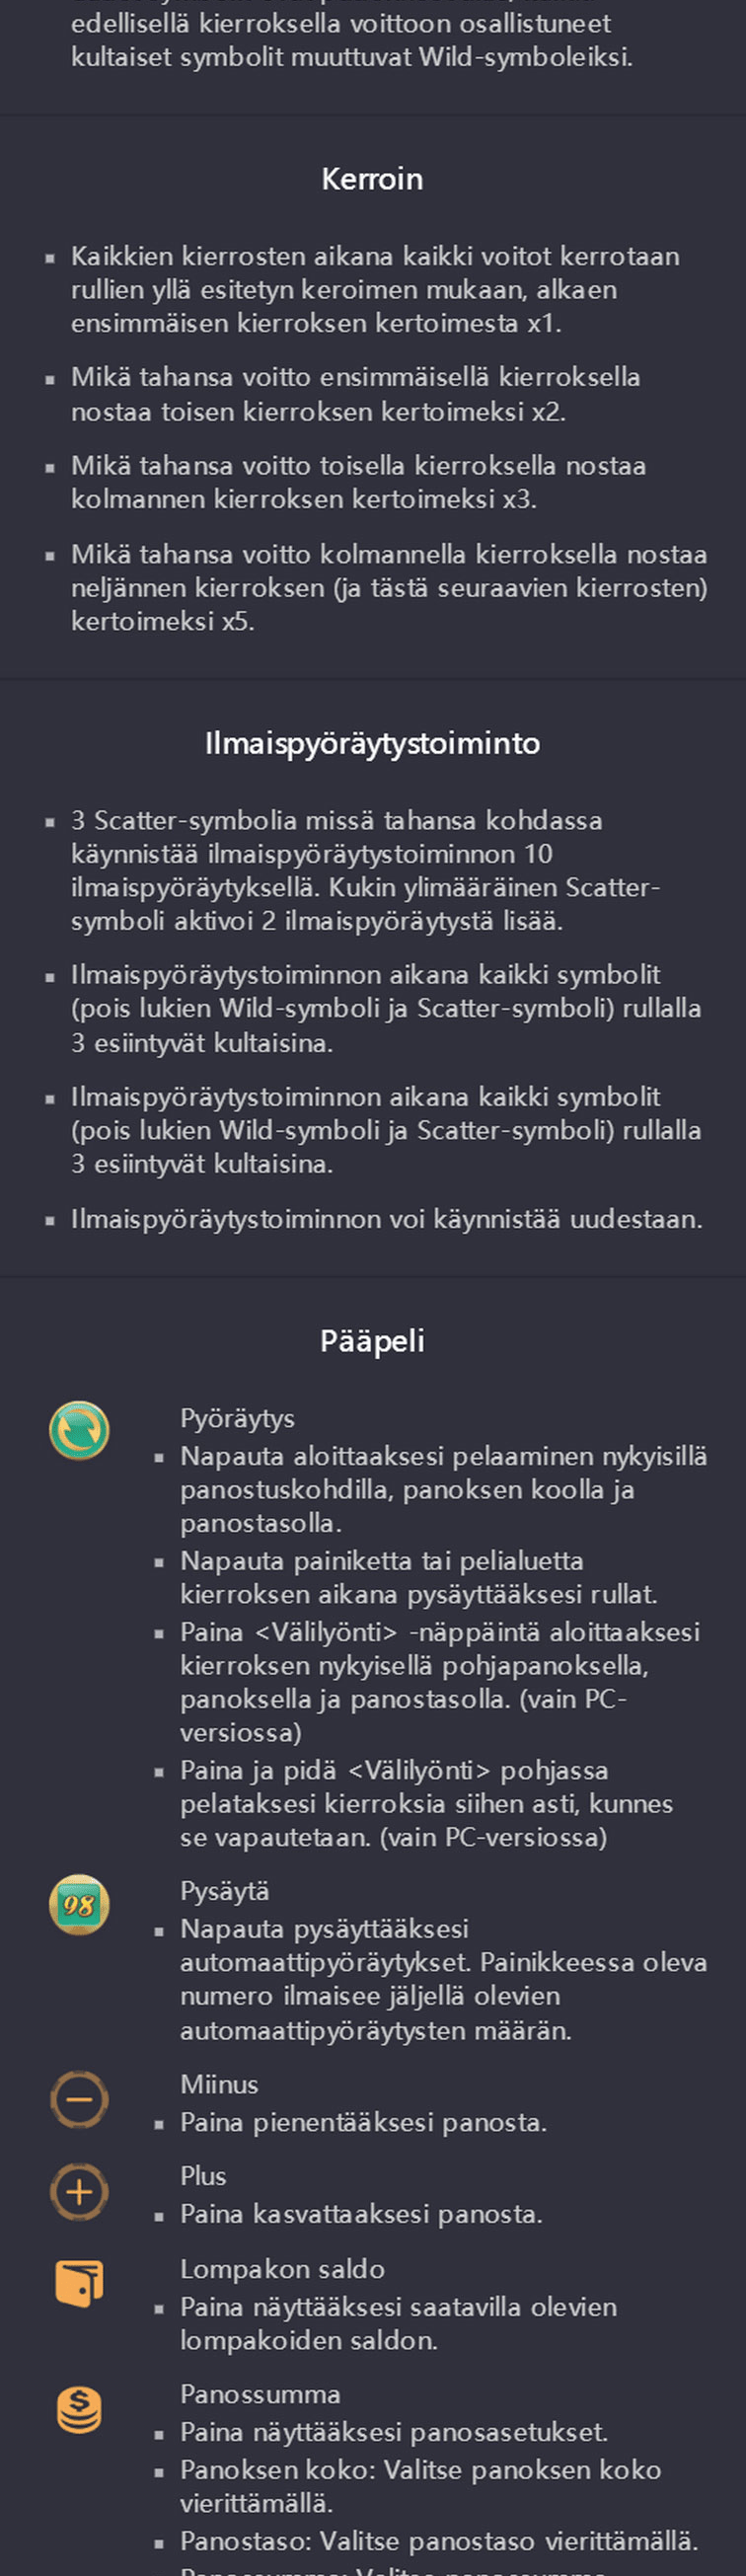 edellisellä kierroksella voittoon osallistuneet
kultaiset symbolit muuttuvat Wild-symboleiksi.
Kerroin
▪ Kaikkien kierrosten aikana kaikki voitot kerrotaan
rullien yllä esitetyn keroimen mukaan, alkaen
ensimmäisen kierroksen kertoimesta x1.
▪ Mikä tahansa voitto ensimmäisellä kierroksella
nostaa toisen kierroksen kertoimeksi x2.
▪ Mikä tahansa voitto toisella kierroksella nostaa
kolmannen kierroksen kertoimeksi x3.
▪ Mikä tahansa voitto kolmannella kierroksella nostaa
neljännen kierroksen (ja tästä seuraavien kierrosten)
kertoimeksi x5.
Ilmaispyöräytystoiminto
▪ 3 Scatter-symbolia missä tahansa kohdassa
käynnistää ilmaispyöräytystoiminnon 10
ilmaispyöräytyksellä. Kukin ylimääräinen Scatter-
symboli aktivoi 2 ilmaispyöräytystä lisää.
▪ Ilmaispyöräytystoiminnon aikana kaikki symbolit
(pois lukien Wild-symboli ja Scatter-symboli) rullalla
3 esiintyvät kultaisina.
▪ Ilmaispyöräytystoiminnon aikana kaikki symbolit
(pois lukien Wild-symboli ja Scatter-symboli) rullalla
3 esiintyvät kultaisina.
▪ Ilmaispyöräytystoiminnon voi käynnistää uudestaan.
Pääpeli
Pyöräytys
▪ Napauta aloittaaksesi pelaaminen nykyisillä
panostuskohdilla, panoksen koolla ja
panostasolla.
▪ Napauta painiketta tai pelialuetta
kierroksen aikana pysäyttääksesi rullat.
▪ Paina <Välilyönti> -näppäintä aloittaaksesi
kierroksen nykyisellä pohjapanoksella,
panoksella ja panostasolla. (vain PC-
versiossa)
▪ Paina ja pidä <Välilyönti> pohjassa
pelataksesi kierroksia siihen asti, kunnes
se vapautetaan. (vain PC-versiossa)
98
Pysäytä
▪ Napauta pysäyttääksesi
automaattipyöräytykset. Painikkeessa oleva
numero ilmaisee jäljellä olevien
automaattipyöräytysten määrän.
Miinus
▪ Paina pienentääksesi panosta.
Plus
▪ Paina kasvattaaksesi panosta.
Lompakon saldo
▪ Paina näyttääksesi saatavilla olevien
lompakoiden saldon.
Panossumma
▪ Paina näyttääksesi panosasetukset.
▪ Panoksen koko: Valitse panoksen koko
vierittämällä.
▪ Panostaso: Valitse panostaso vierittämällä.